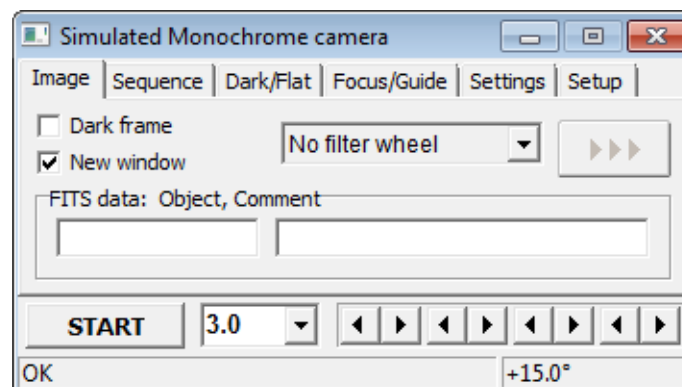 Simulated Monochrome camera
Image Sequence Dark/Flat Focus/Guide Settings Setup
Dark frame
No filter wheel
New window
FITS data: Object, Comment
START 3.0
OK +15.0°